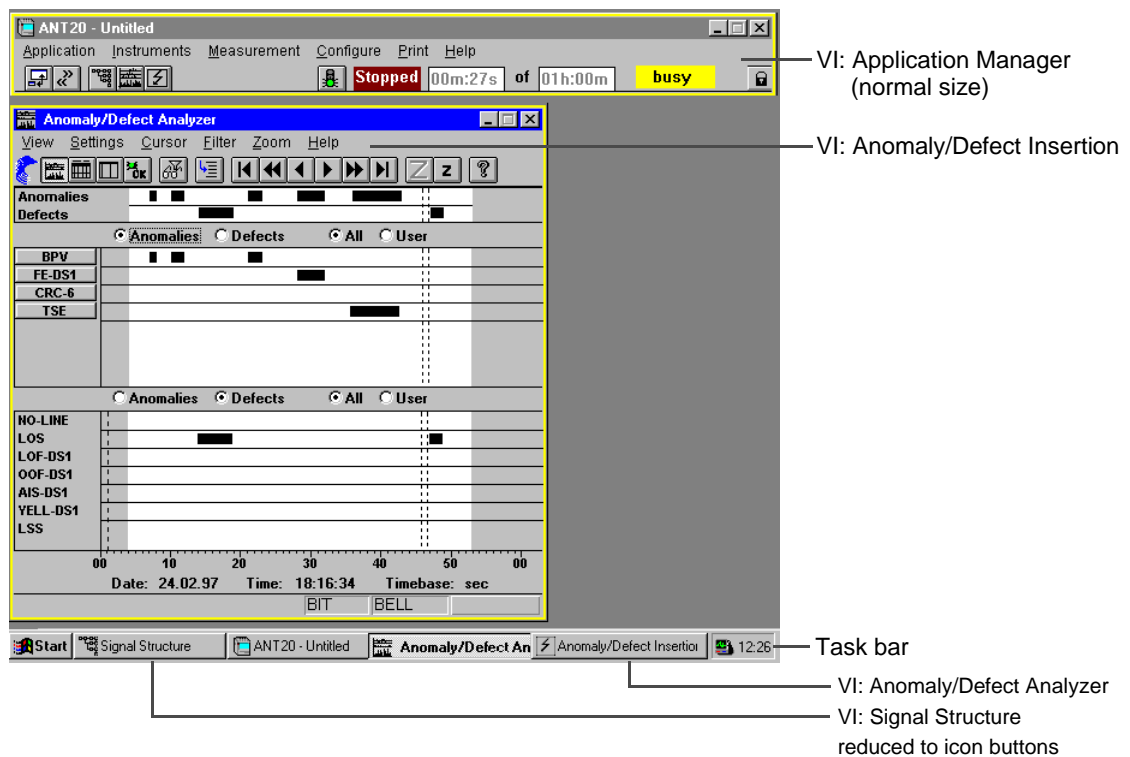 ANT20 - Untitled
Application Instruments Measurement Configure Print Help
Stopped 00m:27s of 01h:00m busy
VI: Application Manager
(normal size)
Anomaly/Defect Analyzer
View Settings Cursor Filter Zoom Help
VI: Anomaly/Defect Insertion
OK Z z ?
Anomalies
Defects
Anomalies Defects All User
BPV
FE-DS1
CRC-6
TSE
Anomalies Defects All User
NO-LINE
LOS
LOF-DS1
OOF-DS1
AIS-DS1
YELL-DS1
LSS
00 10 20 30 40 50 00
Date: 24.02.97 Time: 18:16:34 Timebase: sec
BIT BELL
Start Signal Structure ANT20 - Untitled Anomaly/Defect An Anomaly/Defect Insertior 12:26
Task bar
VI: Anomaly/Defect Analyzer
VI: Signal Structure
reduced to icon buttons